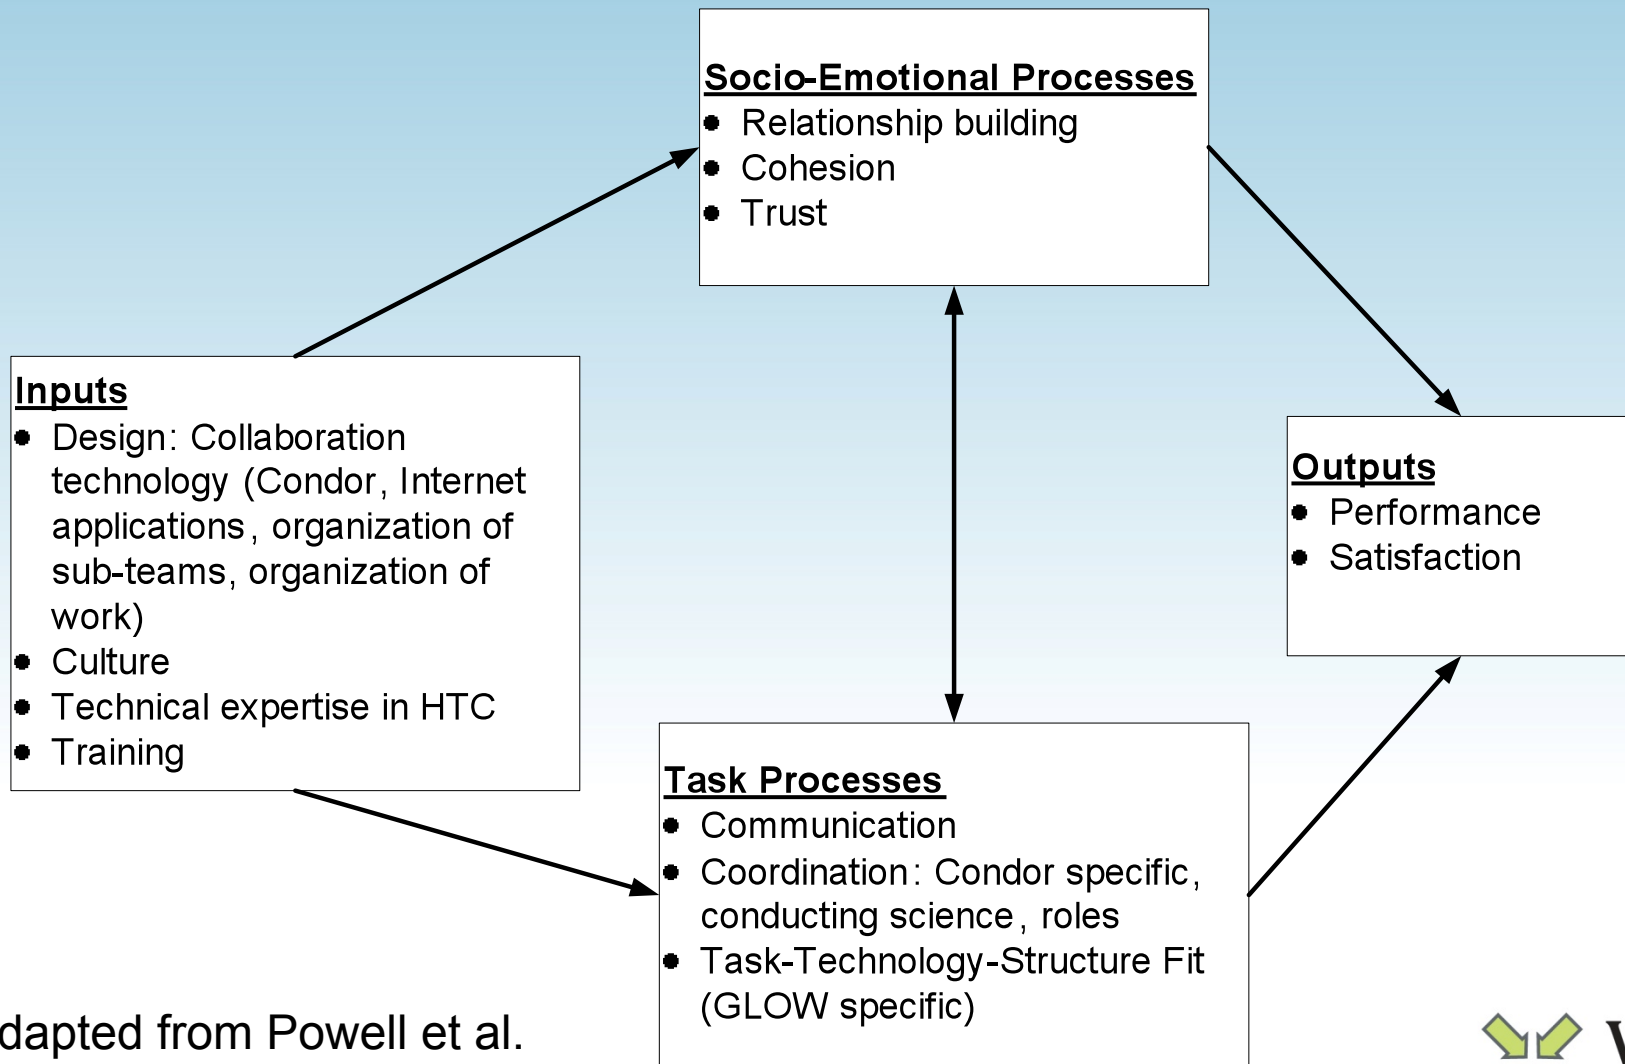 Socio-Emotional Processes
• Relationship building
• Cohesion
• Trust
Inputs
• Design: Collaboration
technology (Condor, Internet
applications, organization of
sub-teams, organization of
work)
• Culture
• Technical expertise in HTC
• Training
Outputs
• Performance
• Satisfaction
Task Processes
• Communication
• Coordination: Condor specific,
conducting science, roles
• Task-Technology-Structure Fit
(GLOW specific)
dapted from Powell et al.